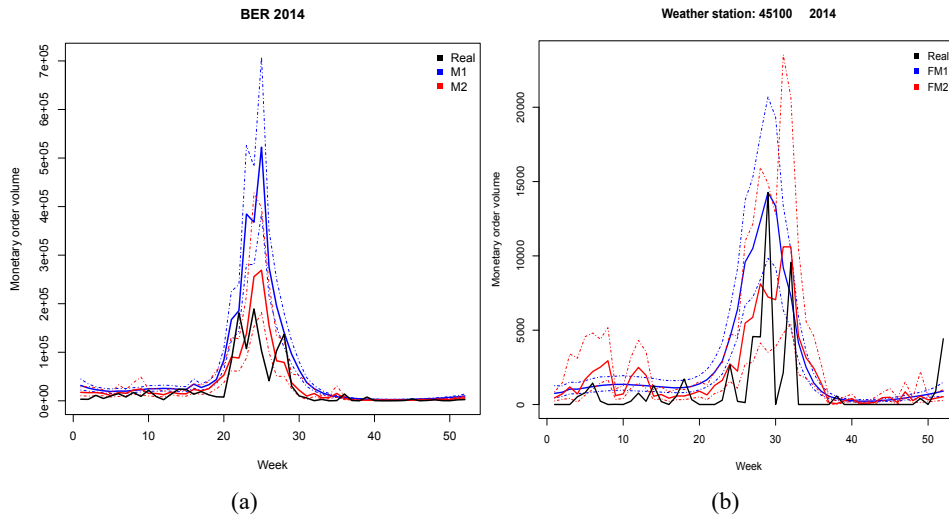 BER 2014
Monetary order volume
0e+00 1e+05 2e+05 3e+05 4e+05 5e+05 6e+05 7e+05
Real
M1
M2
0 10 20 30 40 50
Week
(a)
Weather station: 45100 2014
Monetary order volume
0 5000 10000 15000 20000
Real
FM1
FM2
0 10 20 30 40 50
Week
(b)